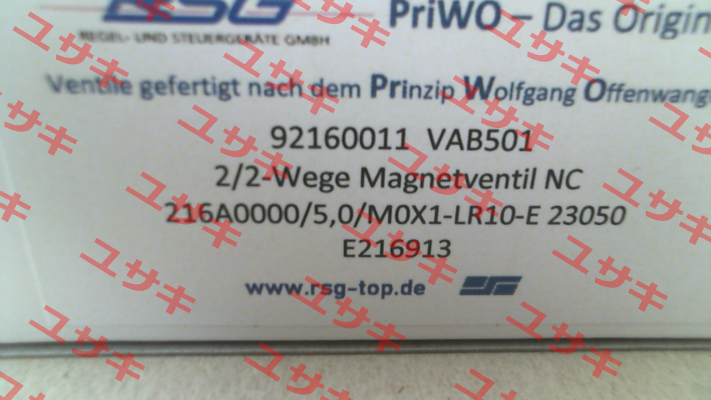 RSG PriWO – Das Origin
REGEL- UND STEUERGERÄTE GMBH
Ventile gefertigt nach dem Prinzip Wolfgang Offenwange
92160011 VAB501
2/2-Wege Magnetventil NC
216A0000/5,0/M0X1-LR10-E 23050
E216913
www.rsg-top.de
ユサキ